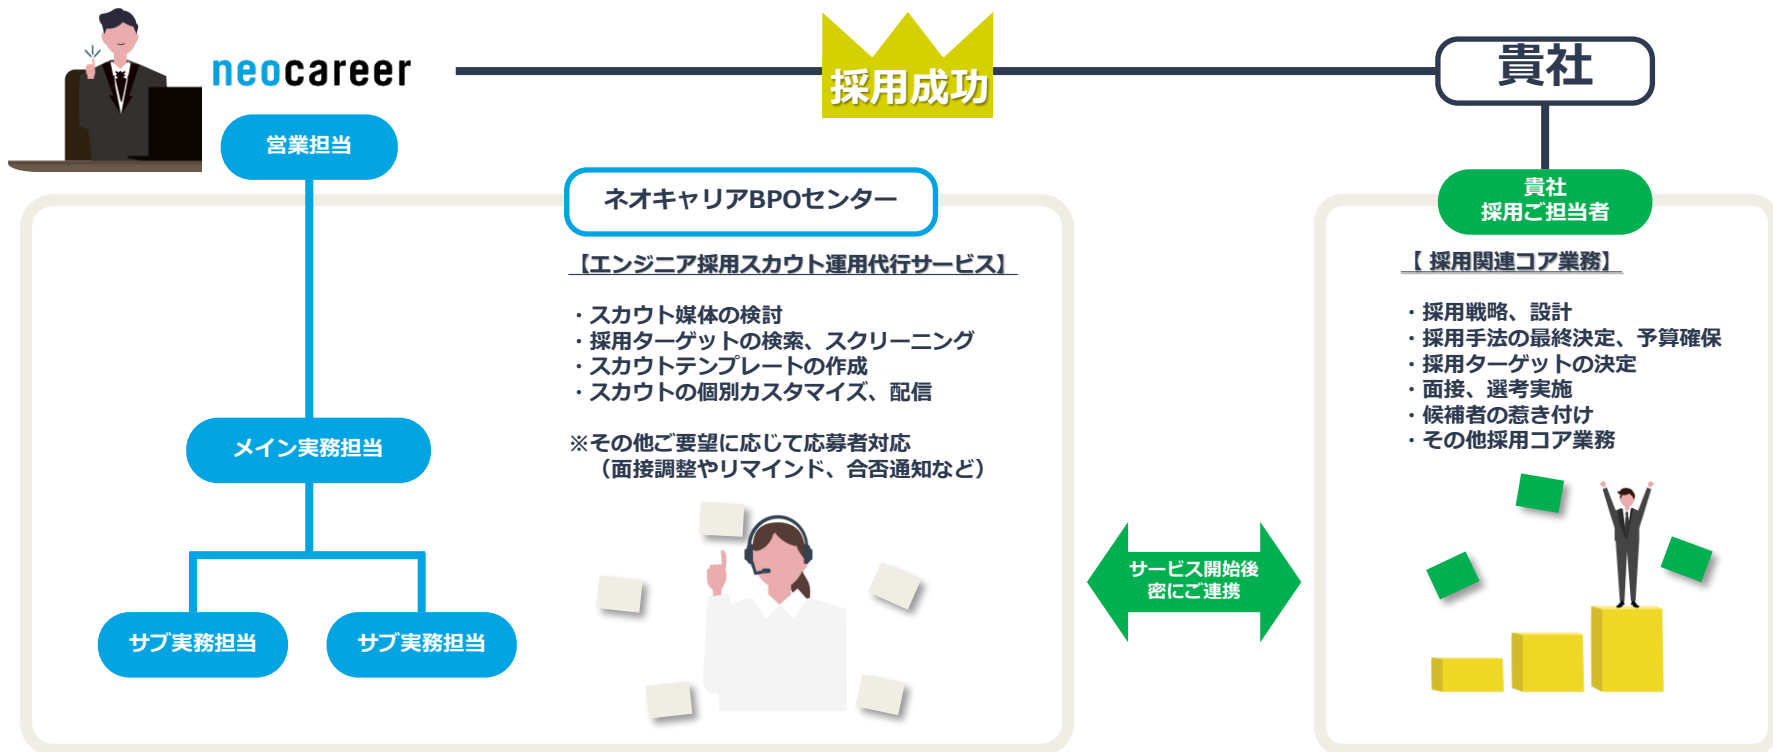 neocareer
採用成功
貴社
営業担当
メイン実務担当
サブ実務担当
サブ実務担当
ネオキャリアBPOセンター
【エンジニア採用スカウト運用代行サービス】
・スカウト媒体の検討
・採用ターゲットの検索、スクリーニング
・スカウトテンプレートの作成
・スカウトの個別カスタマイズ、配信
※その他ご要望に応じて応募者対応
（面接調整やリマインド、合否通知など）
サービス開始後
密にご連携
貴社
採用ご担当者
【 採用関連コア業務】
・採用戦略、設計
・採用手法の最終決定、予算確保
・採用ターゲットの決定
・面接、選考実施
・候補者の惹き付け
・その他採用コア業務